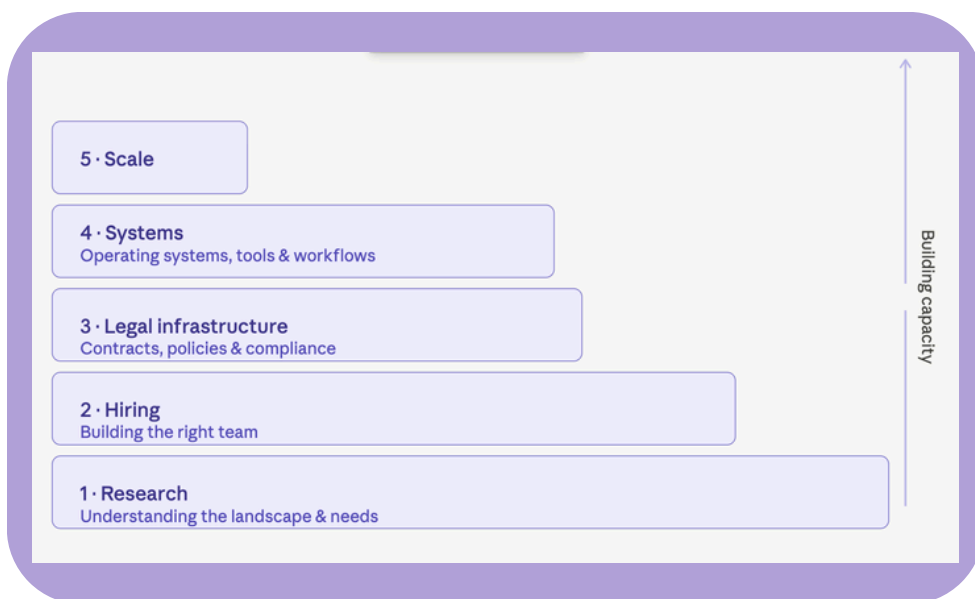 5 · Scale
4 · Systems
Operating systems, tools & workflows
3 · Legal infrastructure
Contracts, policies & compliance
2 · Hiring
Building the right team
1 · Research
Understanding the landscape & needs
Building capacity